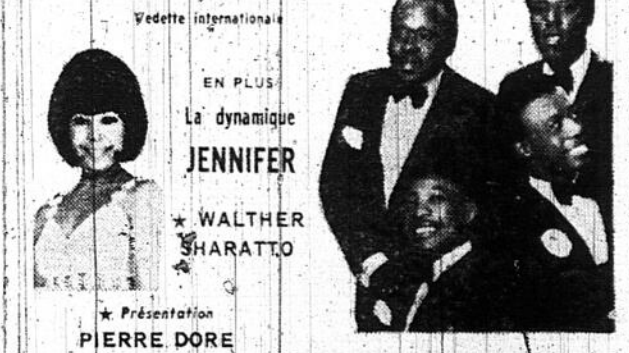 Vedette internationale
EN PLUS
La dynamique
JENNIFER
★ WALTHER
SHARATTO
★ Présentation
PIERRE DORE